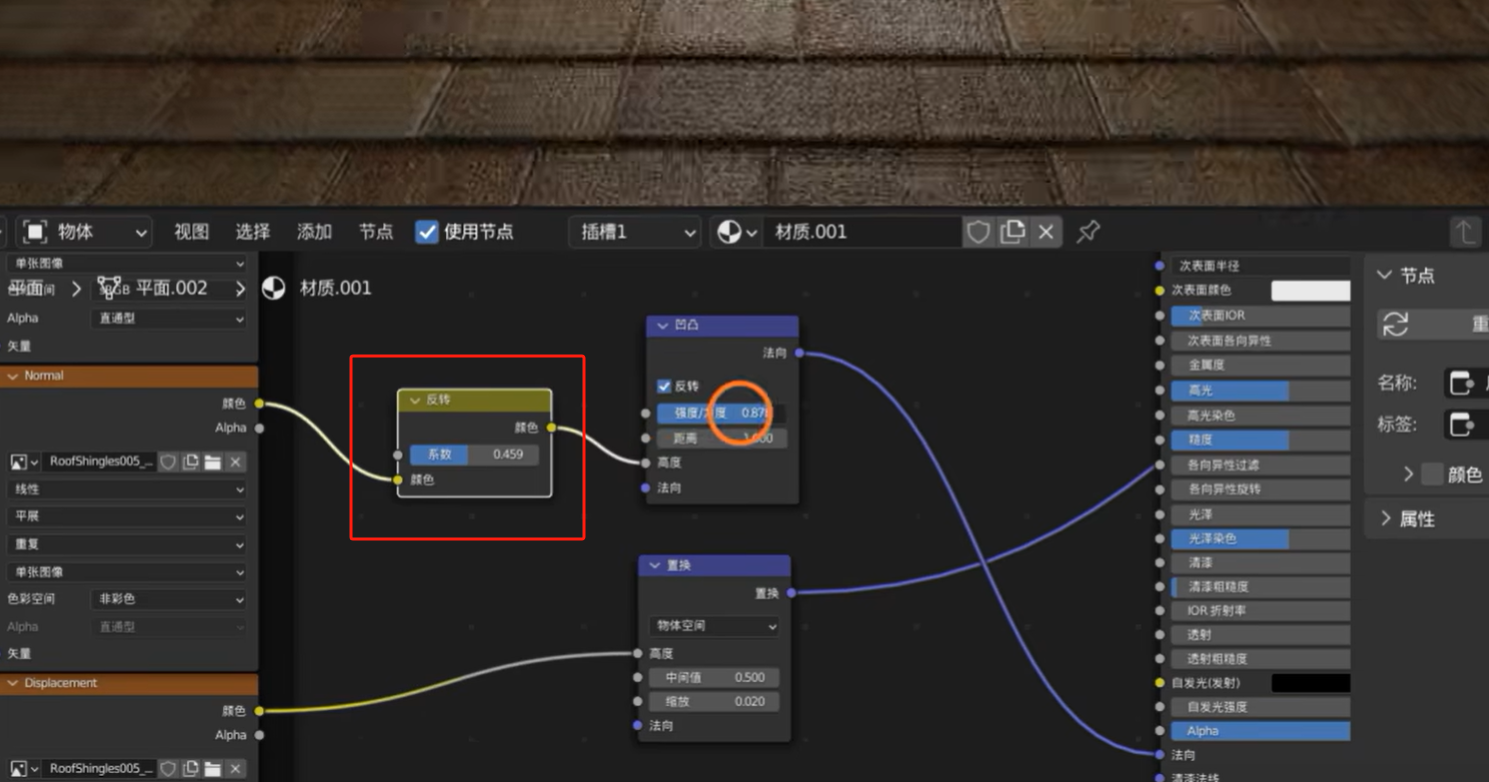 物体 视图 选择 添加 节点 使用节点 插槽1 材质.001
单张图像
平面 平面.002 材质.001
Alpha 直通型
矢量
Normal
颜色
Alpha
RoofShingles005_...
线性
平展
重复
单张图像
色彩空间 非彩色
Alpha 直通型
矢量
Displacement
颜色
Alpha
RoofShingles005_...
反转
颜色
系数 0.459
颜色
凹凸
法向
反转
强度/力度 0.87
距离 1.000
高度
法向
置换
置换
物体空间
高度
中间值 0.500
缩放 0.020
法向
次表面半径
次表面颜色
次表面IOR
次表面各向异性
金属度
高光
高光染色
糙度
各向异性过滤
各向异性旋转
光泽
光泽染色
清漆
清漆粗糙度
IOR 折射率
透射
透射粗糙度
自发光(发射)
自发光强度
Alpha
法向
清漆法线
节点
重
名称:
标签:
颜色
属性